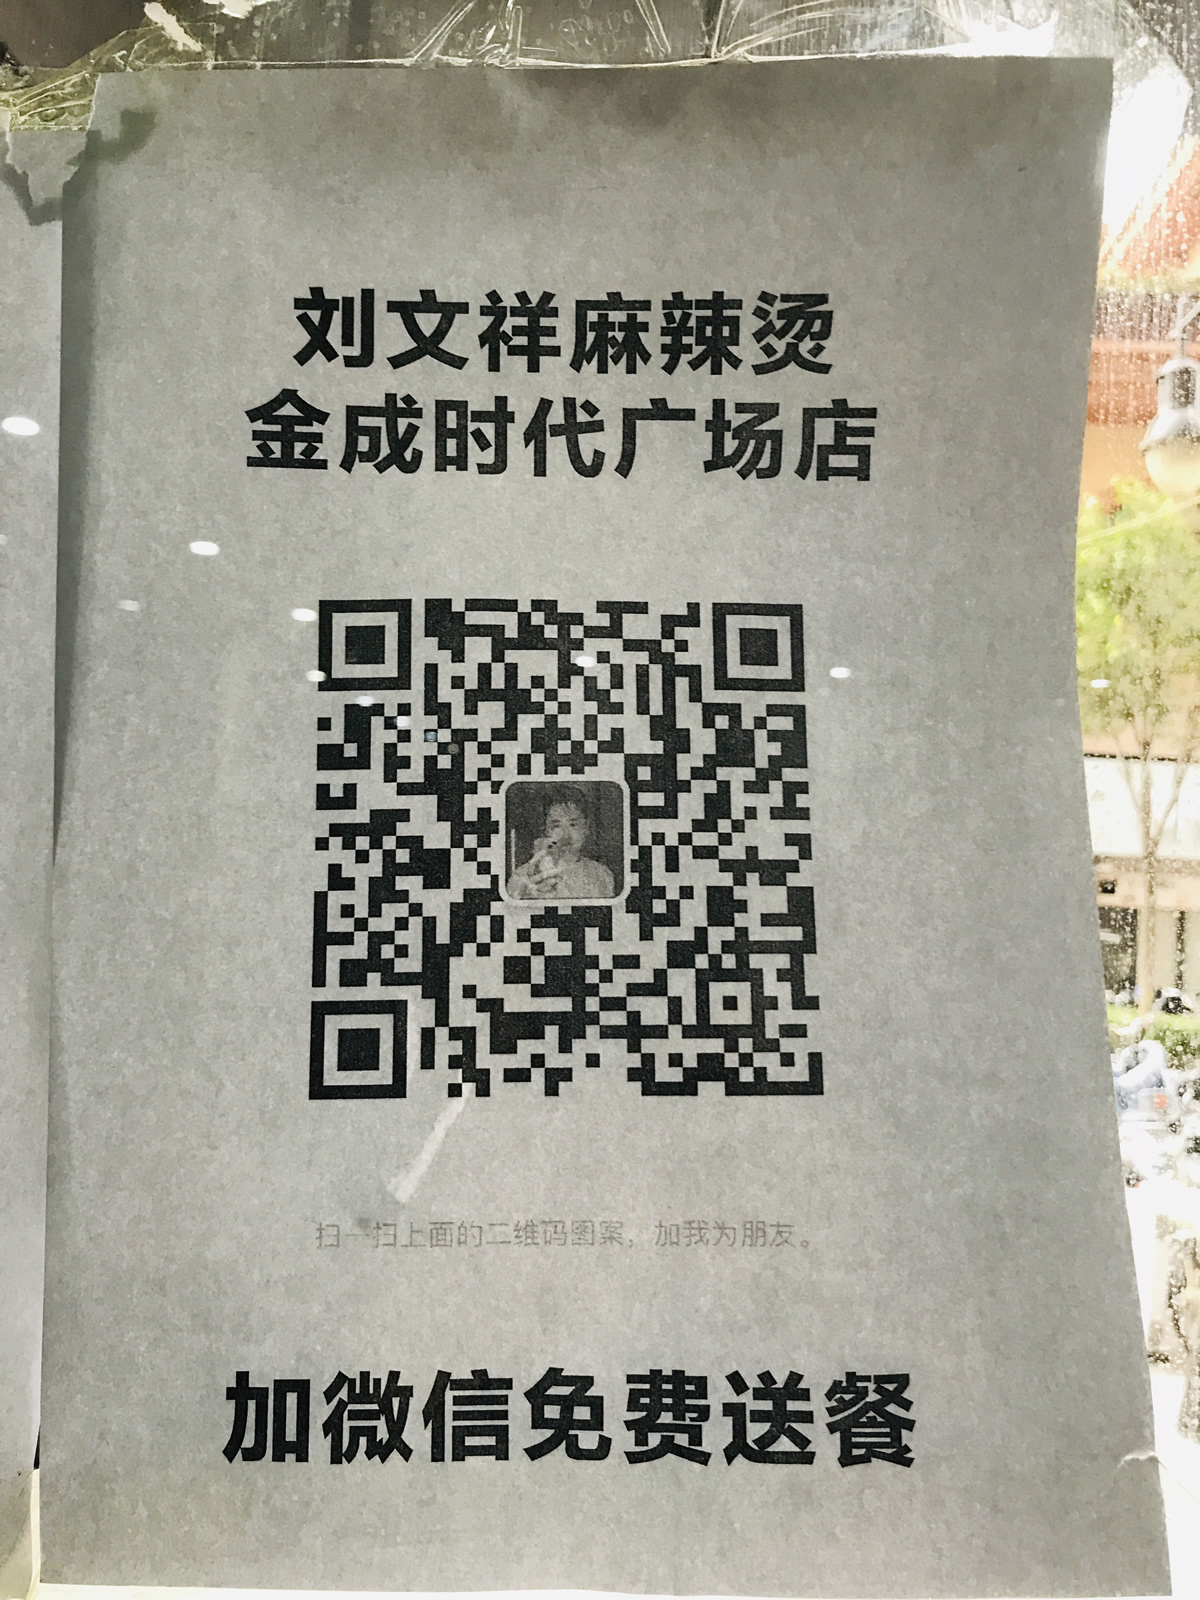 刘文祥麻辣烫
金成时代广场店
扫一扫上面的二维码图案，加我为朋友。
加微信免费送餐